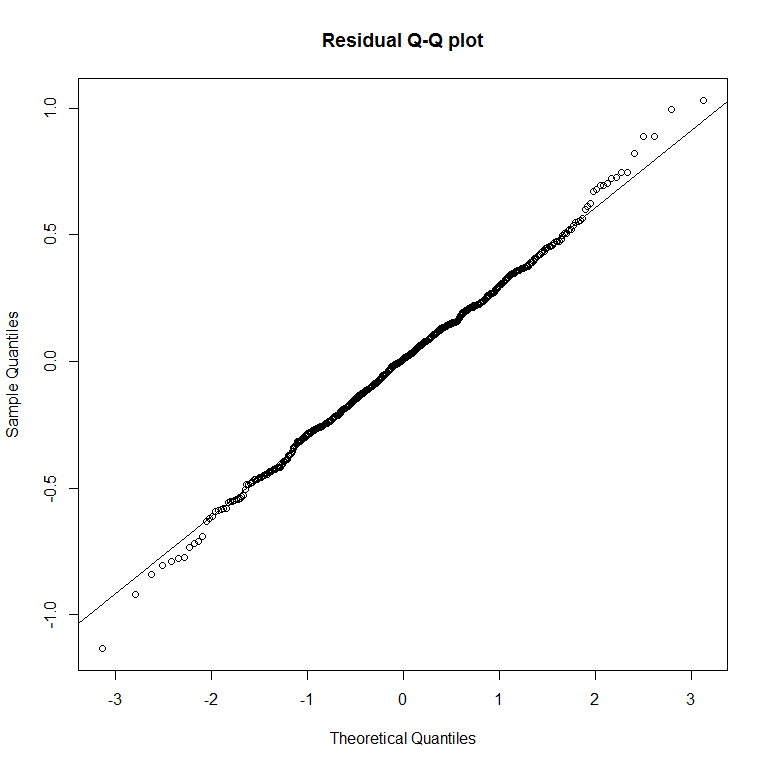 Residual Q-Q plot
Sample Quantiles
1.0
0.5
0.0
-0.5
-1.0
-3 -2 -1 0 1 2 3
Theoretical Quantiles